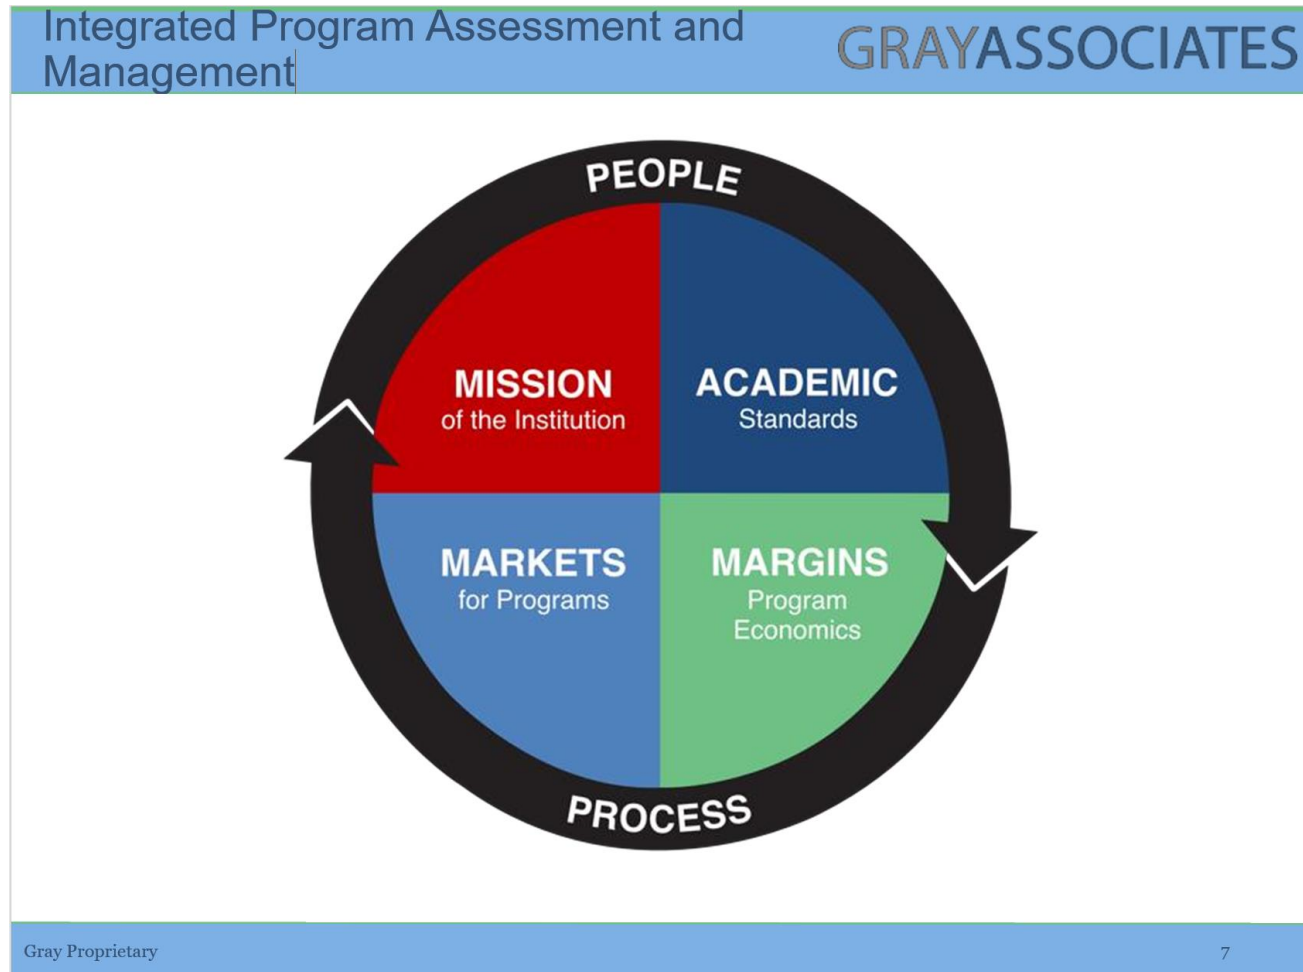 Integrated Program Assessment and
Management
GRAYASSOCIATES
PEOPLE
MISSION
of the Institution
ACADEMIC
Standards
MARKETS
for Programs
MARGINS
Program
Economics
PROCESS
Gray Proprietary
7